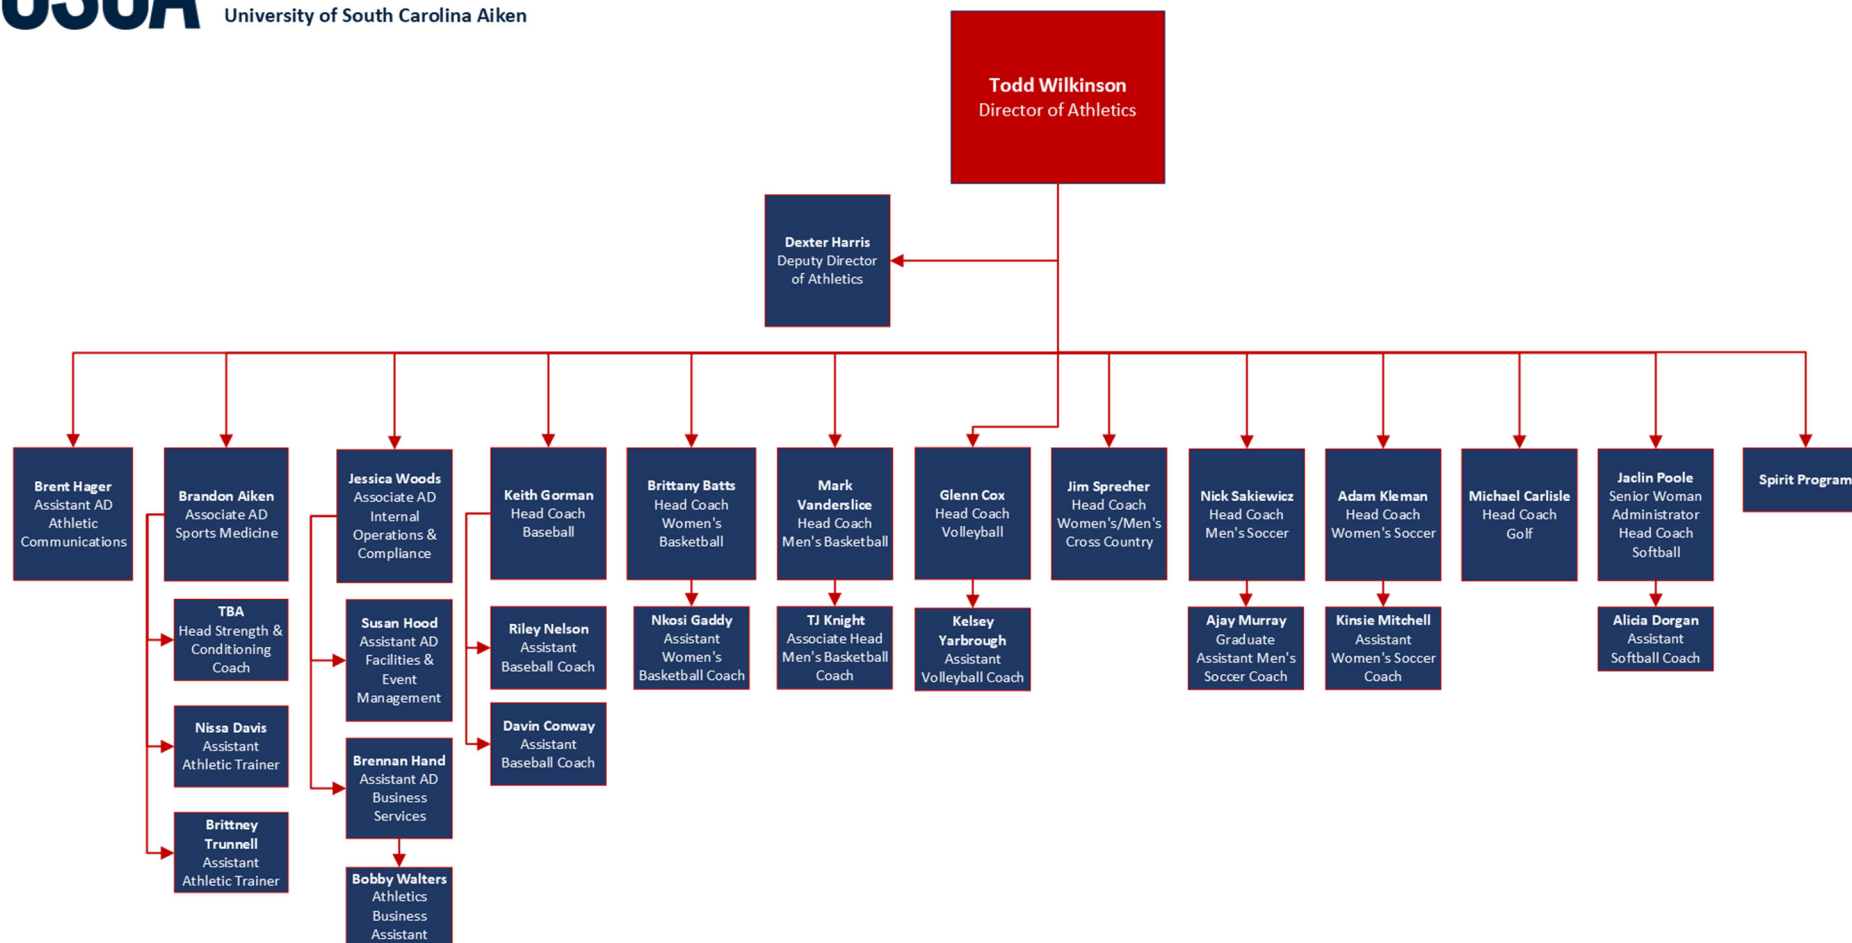 USCA
University of South Carolina Aiken
Todd Wilkinson
Director of Athletics
Dexter Harris
Deputy Director
of Athletics
Brent Hager
Assistant AD
Athletic
Communications
Brandon Aiken
Associate AD
Sports Medicine
Jessica Woods
Associate AD
Internal
Operations &
Compliance
Keith Gorman
Head Coach
Baseball
Brittany Batts
Head Coach
Women's
Basketball
Mark
Vanderslice
Head Coach
Men's Basketball
Glenn Cox
Head Coach
Volleyball
Jim Sprecher
Head Coach
Women's/Men's
Cross Country
Nick Sakiewicz
Head Coach
Men's Soccer
Adam Kleman
Head Coach
Women's Soccer
Michael Carlisle
Head Coach
Golf
Jaclin Poole
Senior Woman
Administrator
Head Coach
Softball
Spirit Program
TBA
Head Strength &
Conditioning
Coach
Nissa Davis
Assistant
Athletic Trainer
Brittney
Trunnell
Assistant
Athletic Trainer
Susan Hood
Assistant AD
Facilities &
Event
Management
Brennan Hand
Assistant AD
Business
Services
Bobby Walters
Athletics
Business
Assistant
Riley Nelson
Assistant
Baseball Coach
Davin Conway
Assistant
Baseball Coach
Nkosi Gaddy
Assistant
Women's
Basketball Coach
TJ Knight
Associate Head
Men's Basketball
Coach
Kelsey
Yarbrough
Assistant
Volleyball Coach
Ajay Murray
Graduate
Assistant Men's
Soccer Coach
Kinsie Mitchell
Assistant
Women's Soccer
Coach
Alicia Dorgan
Assistant
Softball Coach